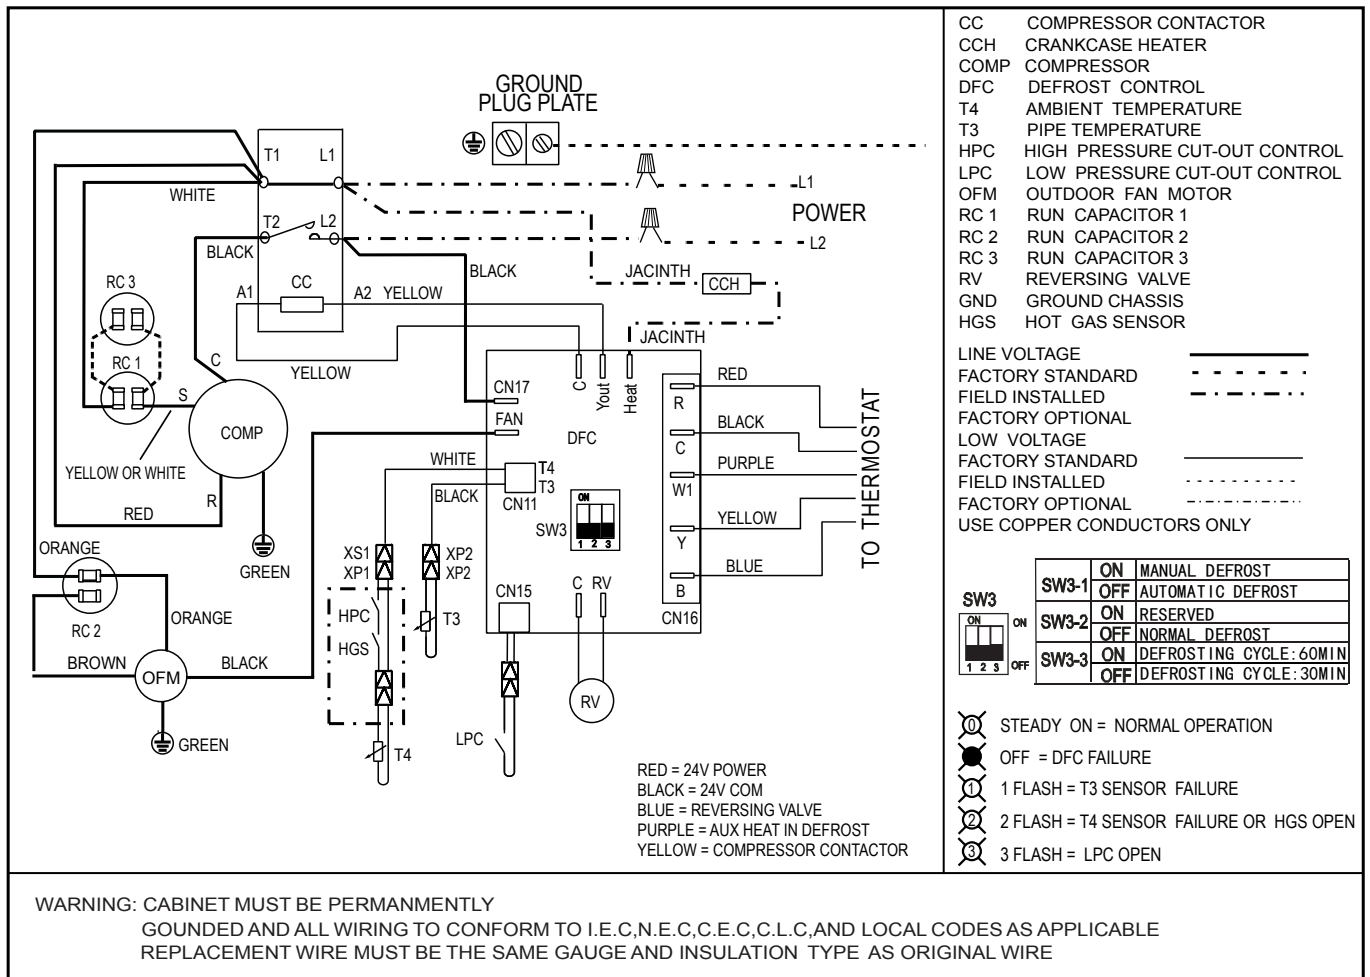 GROUND
PLUG PLATE
T1 L1
WHITE
L1
POWER
T2 L2
L2
BLACK
BLACK
JACINTH
CCH
RC 3
CC
A1
A2 YELLOW
JACINTH
RC 1
C
YELLOW
S
COMP
YELLOW OR WHITE
R
RED
C
Yout
Heat
CN17
FAN
DFC
R
RED
C
BLACK
W1
PURPLE
Y
YELLOW
B
BLUE
CN16
TO THERMOSTAT
WHITE
T4
BLACK
T3
CN11
ON
SW3
1 2 3
ORANGE
GREEN
XS1
XP1
XP2
XP2
HPC
HGS
T3
CN15
C RV
RC 2
ORANGE
BROWN
OFM
BLACK
RV
GREEN
LPC
T4
RED = 24V POWER
BLACK = 24V COM
BLUE = REVERSING VALVE
PURPLE = AUX HEAT IN DEFROST
YELLOW = COMPRESSOR CONTACTOR
CC COMPRESSOR CONTACTOR
CCH CRANKCASE HEATER
COMP COMPRESSOR
DFC DEFROST CONTROL
T4 AMBIENT TEMPERATURE
T3 PIPE TEMPERATURE
HPC HIGH PRESSURE CUT-OUT CONTROL
LPC LOW PRESSURE CUT-OUT CONTROL
OFM OUTDOOR FAN MOTOR
RC 1 RUN CAPACITOR 1
RC 2 RUN CAPACITOR 2
RC 3 RUN CAPACITOR 3
RV REVERSING VALVE
GND GROUND CHASSIS
HGS HOT GAS SENSOR
LINE VOLTAGE
FACTORY STANDARD
FIELD INSTALLED
FACTORY OPTIONAL
LOW VOLTAGE
FACTORY STANDARD
FIELD INSTALLED
FACTORY OPTIONAL
USE COPPER CONDUCTORS ONLY
SW3
ON
ON
1 2 3
OFF
SW3-1 ON MANUAL DEFROST
OFF AUTOMATIC DEFROST
SW3-2 ON RESERVED
OFF NORMAL DEFROST
SW3-3 ON DEFROSTING CYCLE:60MIN
OFF DEFROSTING CYCLE:30MIN
0 STEADY ON = NORMAL OPERATION
OFF = DFC FAILURE
1 1 FLASH = T3 SENSOR FAILURE
2 2 FLASH = T4 SENSOR FAILURE OR HGS OPEN
3 3 FLASH = LPC OPEN
WARNING: CABINET MUST BE PERMANMENTLY
GOUNDED AND ALL WIRING TO CONFORM TO I.E.C,N.E.C,C.E.C,C.L.C,AND LOCAL CODES AS APPLICABLE
REPLACEMENT WIRE MUST BE THE SAME GAUGE AND INSULATION TYPE AS ORIGINAL WIRE